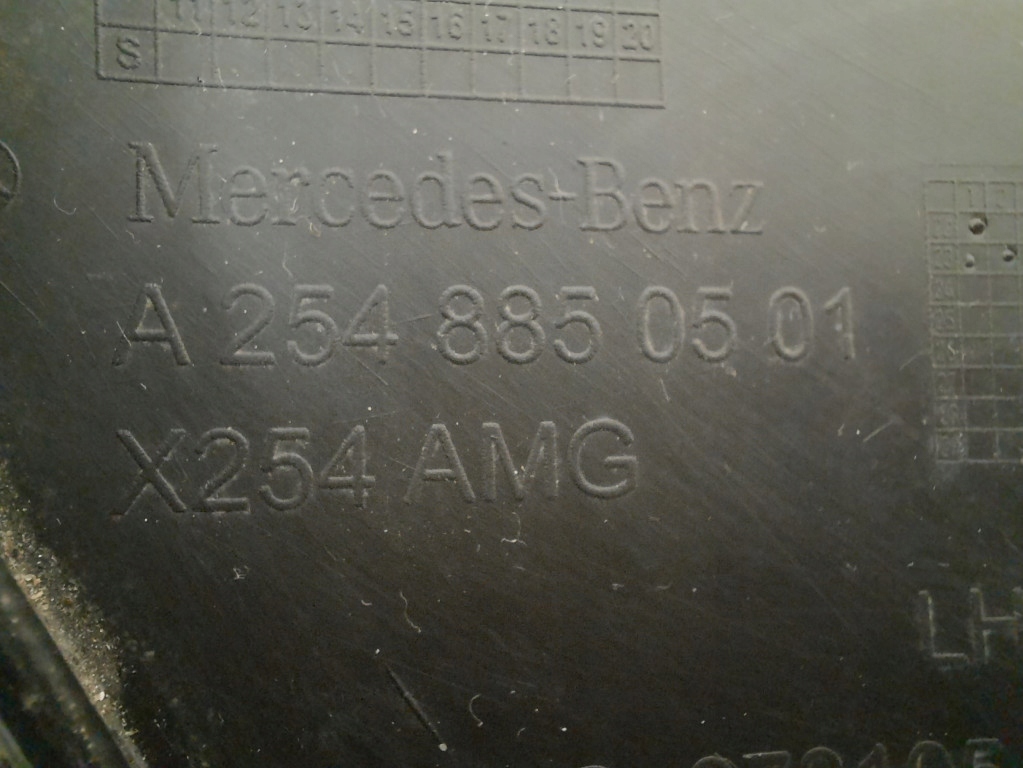 11 12 13 14 15 16 17 18 19 20
S
Mercedes-Benz
A 254 885 05 01
X254 AMG
LH